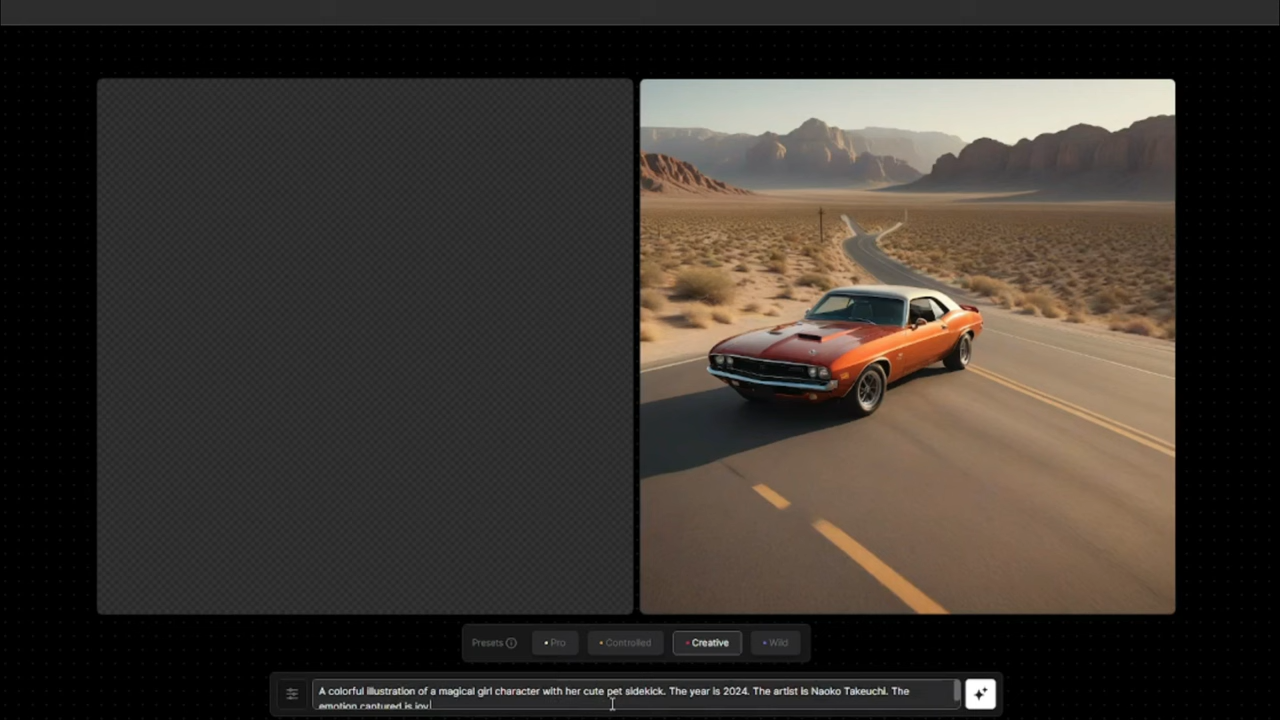 Presets
Pro
Controlled
Creative
Wild
A colorful illustration of a magical girl character with her cute pet sidekick. The year is 2024. The artist is Naoko Takeuchi. The
emotion captured is joy